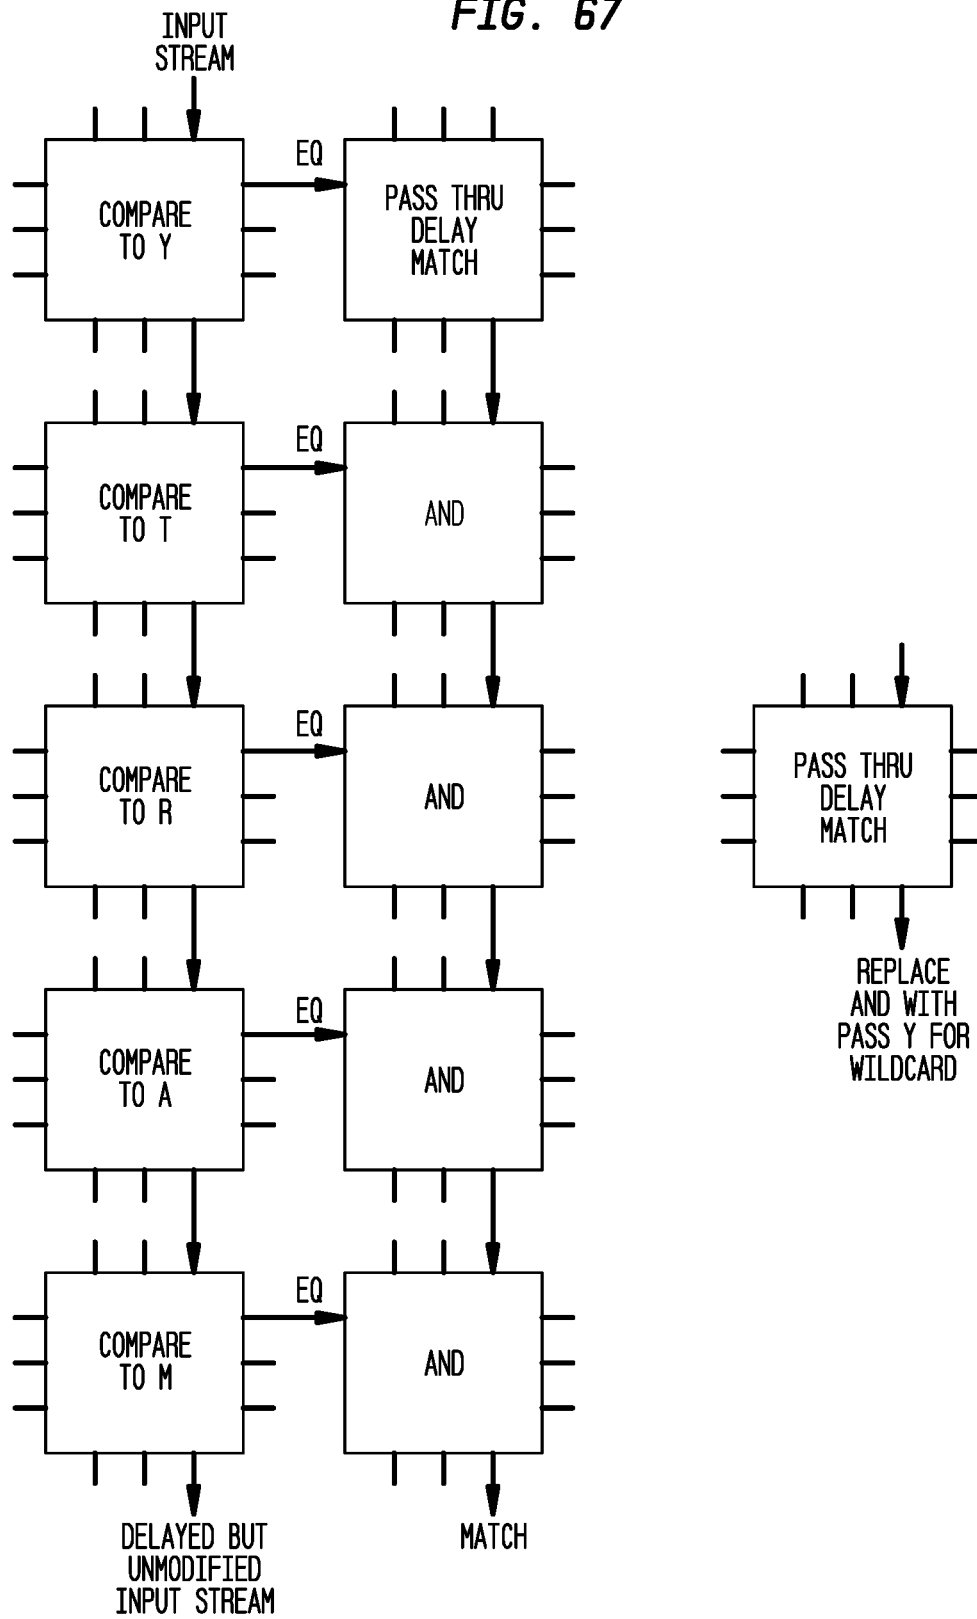 FIG. 67
INPUT
STREAM
EQ
COMPARE
TO Y
PASS THRU
DELAY
MATCH
EQ
COMPARE
TO T
AND
EQ
COMPARE
TO R
AND
PASS THRU
DELAY
MATCH
REPLACE
AND WITH
PASS Y FOR
WILDCARD
EQ
COMPARE
TO A
AND
EQ
COMPARE
TO M
AND
DELAYED BUT
UNMODIFIED
INPUT STREAM
MATCH